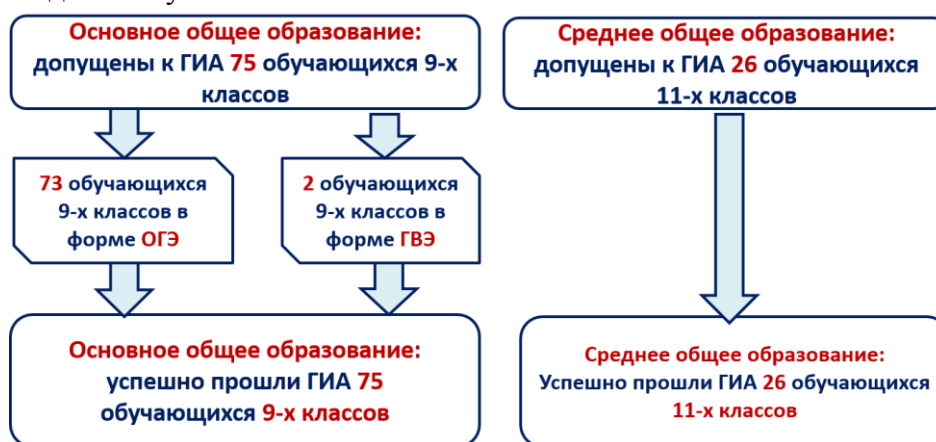 Основное общее образование:
допущены к ГИА 75 обучающихся 9-х
классов
73 обучающихся
9-х классов в
форме ОГЭ
2 обучающихся
9-х классов в
форме ГВЭ
Основное общее образование:
успешно прошли ГИА 75
обучающихся 9-х классов
Среднее общее образование:
допущены к ГИА 26 обучающихся
11-х классов
Среднее общее образование:
Успешно прошли ГИА 26 обучающихся
11-х классов